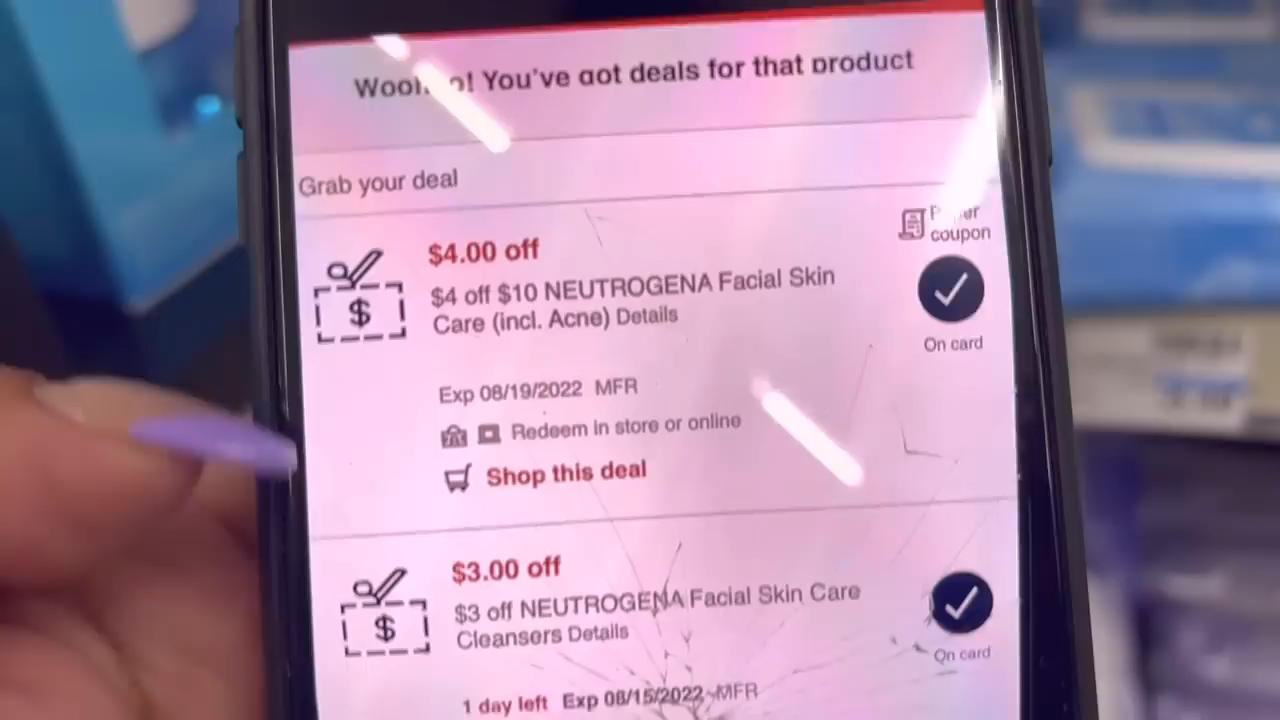 You've got deals for that product
Grab your deal
$4.00 off
$4 off $10 NEUTROGENA Facial Skin
Care (incl. Acne) Details
coupon
On card
Exp 08/19/2022 MFR
Redeem in store or online
Shop this deal
$3.00 off
$3 off NEUTROGENA Facial Skin Care
Cleansers Details
On card
1 day left Exp 08/15/2022 MFR
$
$